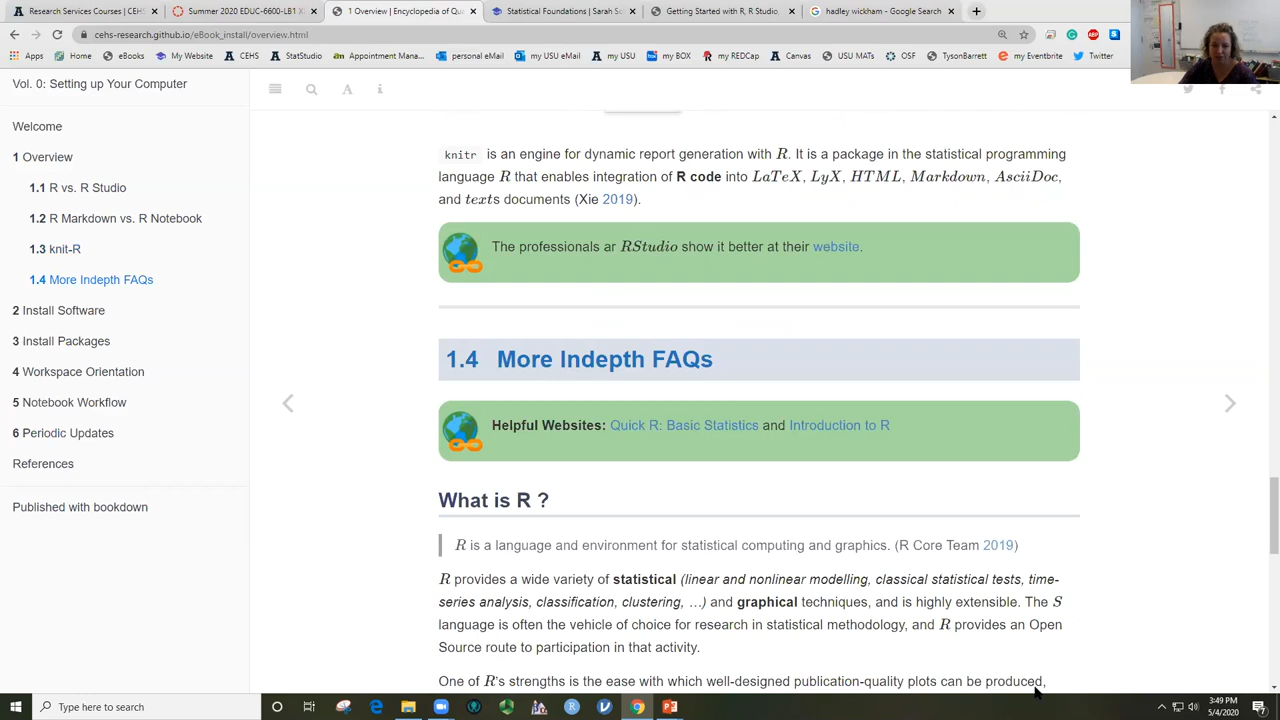 Research Services | CEHS
Summer 2020 EDUC-6600-LB1 X
1 Overview | Encyclopedia of Qu
Statistical Foundations | Sarah Sc
Getting Started with R, R Studio
hadley wickham - Google Search
cehs-research.github.io/eBook_install/overview.html
Apps Home eBooks My Website CEHS USU Appointment Manag... personal eMail my USU eMail my USU my BOX my REDCap Canvas USU MATs OSF TysonBarrett my Eventbrite Twitter
Vol. 0: Setting up Your Computer
Welcome
1 Overview
1.1 R vs. R Studio
1.2 R Markdown vs. R Notebook
1.3 knit-R
1.4 More Indepth FAQs
2 Install Software
3 Install Packages
4 Workspace Orientation
5 Notebook Workflow
6 Periodic Updates
References
Published with bookdown
knitr is an engine for dynamic report generation with R. It is a package in the statistical programming
language R that enables integration of R code into LaTeX, LyX, HTML, Markdown, AsciiDoc,
and texts documents (Xie 2019).
The professionals ar RStudio show it better at their website.
1.4 More Indepth FAQs
Helpful Websites: Quick R: Basic Statistics and Introduction to R
What is R ?
R is a language and environment for statistical computing and graphics. (R Core Team 2019)
R provides a wide variety of statistical (linear and nonlinear modelling, classical statistical tests, time-
series analysis, classification, clustering, …) and graphical techniques, and is highly extensible. The S
language is often the vehicle of choice for research in statistical methodology, and R provides an Open
Source route to participation in that activity.
One of R's strengths is the ease with which well-designed publication-quality plots can be produced,
Type here to search
3:49 PM
5/4/2020